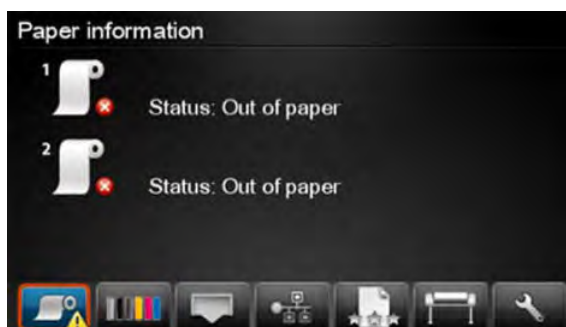 Paper information
1
Status: Out of paper
2
Status: Out of paper